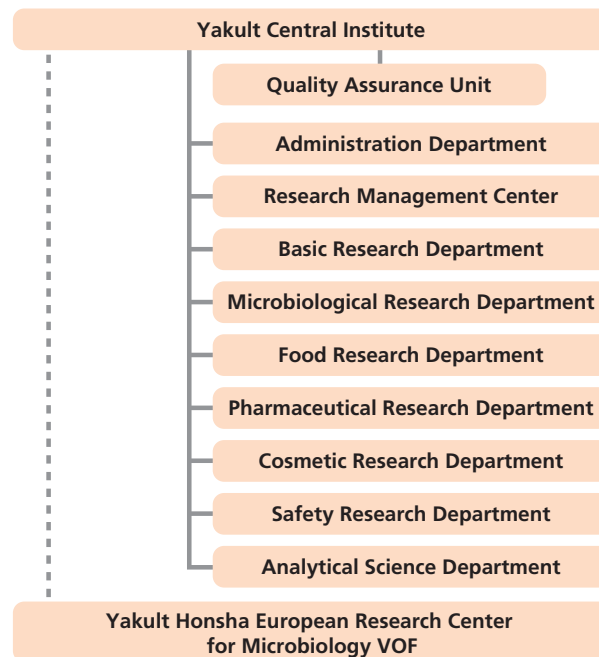 Yakult Central Institute
Quality Assurance Unit
Administration Department
Research Management Center
Basic Research Department
Microbiological Research Department
Food Research Department
Pharmaceutical Research Department
Cosmetic Research Department
Safety Research Department
Analytical Science Department
Yakult Honsha European Research Center
for Microbiology VOF